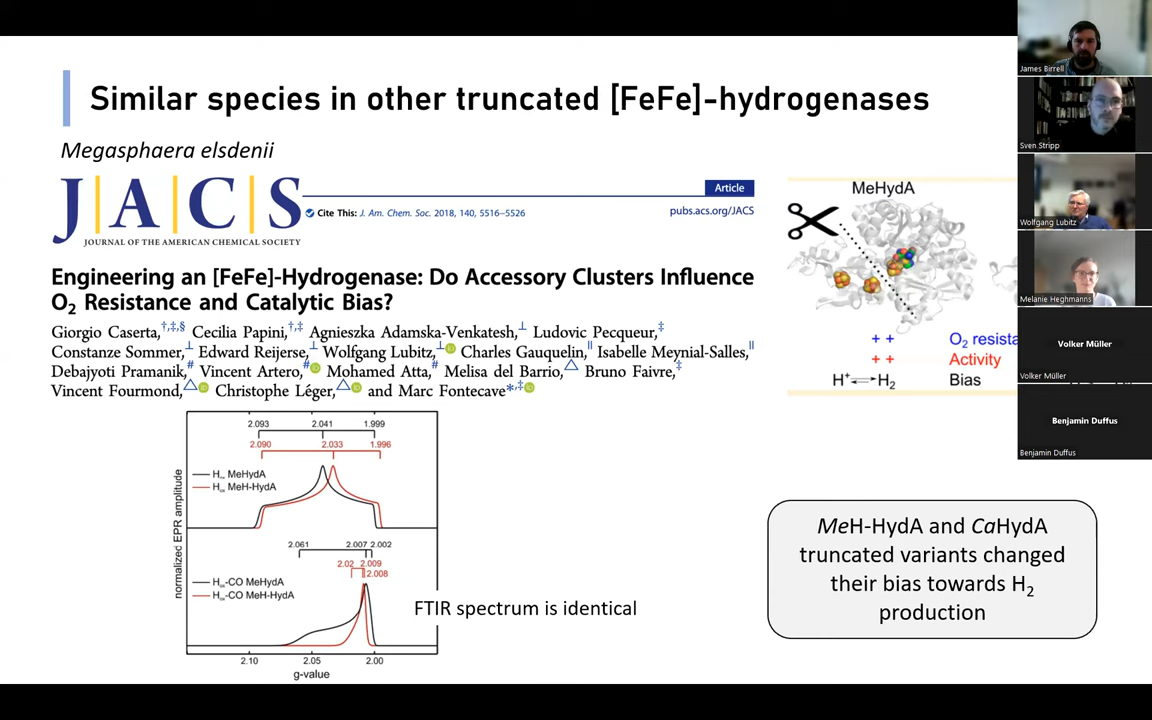 Similar species in other truncated [FeFe]-hydrogenases
Megasphaera elsdenii
J|A|C|S
JOURNAL OF THE AMERICAN CHEMICAL SOCIETY
Article
Cite This: J. Am. Chem. Soc. 2018, 140, 5516−5526
pubs.acs.org/JACS
Engineering an [FeFe]-Hydrogenase: Do Accessory Clusters Influence
O2 Resistance and Catalytic Bias?
Giorgio Caserta,†,‡,§ Cecilia Papini,†,‡ Agnieszka Adamska-Venkatesh,⊥ Ludovic Pecqueur,‡
Constanze Sommer,⊥ Edward Reijerse,⊥ Wolfgang Lubitz,⊥ Charles Gauquelin,∥ Isabelle Meynial-Salles,∥
Debajyoti Pramanik,# Vincent Artero,# Mohamed Atta,# Melisa del Barrio,△ Bruno Faivre,‡
Vincent Fourmond,△ Christophe Léger,△ and Marc Fontecave*,‡
MeHydA
++
O2 resista
++
Activity
H+ ⇌ H2
Bias
normalized EPR amplitude
2.093 2.041 1.999
2.090 2.033 1.996
Hox MeHydA
Hox MeH-HydA
2.061 2.007 2.002
2.02 2.009
2.008
Hox-CO MeHydA
Hox-CO MeH-HydA
2.10 2.05 2.00
g-value
FTIR spectrum is identical
MeH-HydA and CaHydA
truncated variants changed
their bias towards H2
production
James Birrell
Sven Stripp
Wolfgang Lubitz
Melanie Heghmanns
Volker Müller
Volker Müller
Benjamin Duffus
Benjamin Duffus